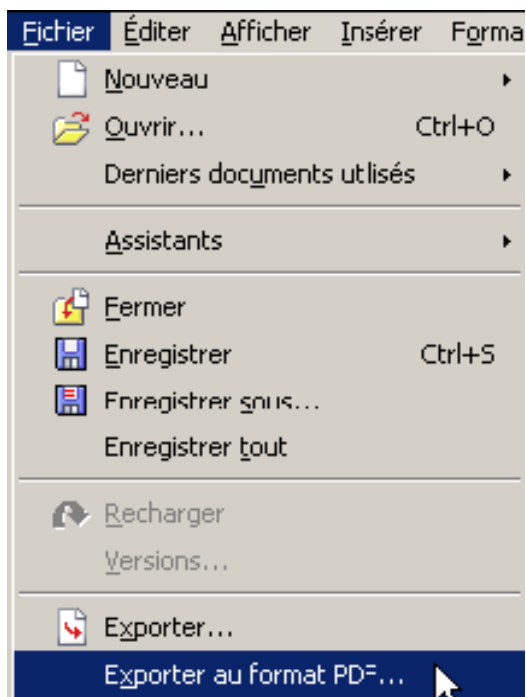 Fichier Éditer Afficher Insérer Forma
Nouveau
Ouvrir... Ctrl+O
Derniers documents utlisés
Assistants
Fermer
Enregistrer Ctrl+S
Enregistrer sous...
Enregistrer tout
Recharger
Versions...
Exporter...
Exporter au format PDF...